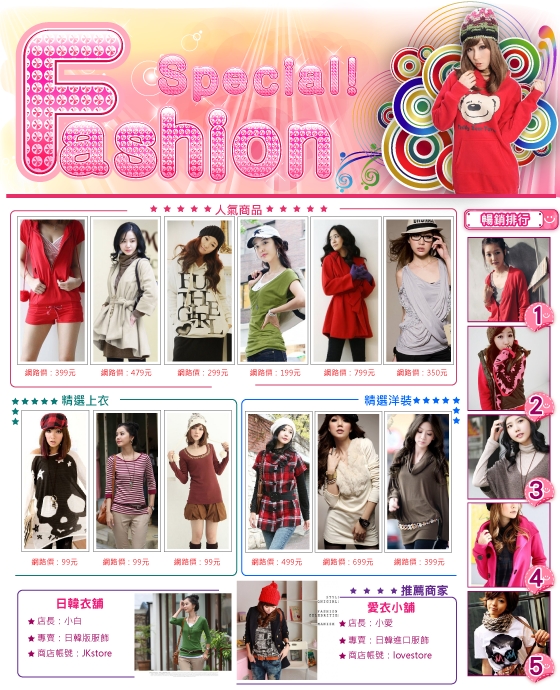 Fashion
Special!
★★★★★人氣商品★★★★★
暢銷排行
網路價：399元
網路價：479元
網路價：299元
網路價：199元
網路價：799元
網路價：350元
1
2
3
4
5
★★★★★精選上衣
精選洋裝★★★★★
網路價：99元
網路價：99元
網路價：99元
網路價：499元
網路價：699元
網路價：399元
★★★★推薦商家
日韓衣舖
★店長：小白
★專賣：日韓版服飾
★商店帳號：JKstore
愛衣小舖
★店長：小愛
★專賣：日韓進口服飾
★商店帳號：lovestore
FU
THE
GIRL